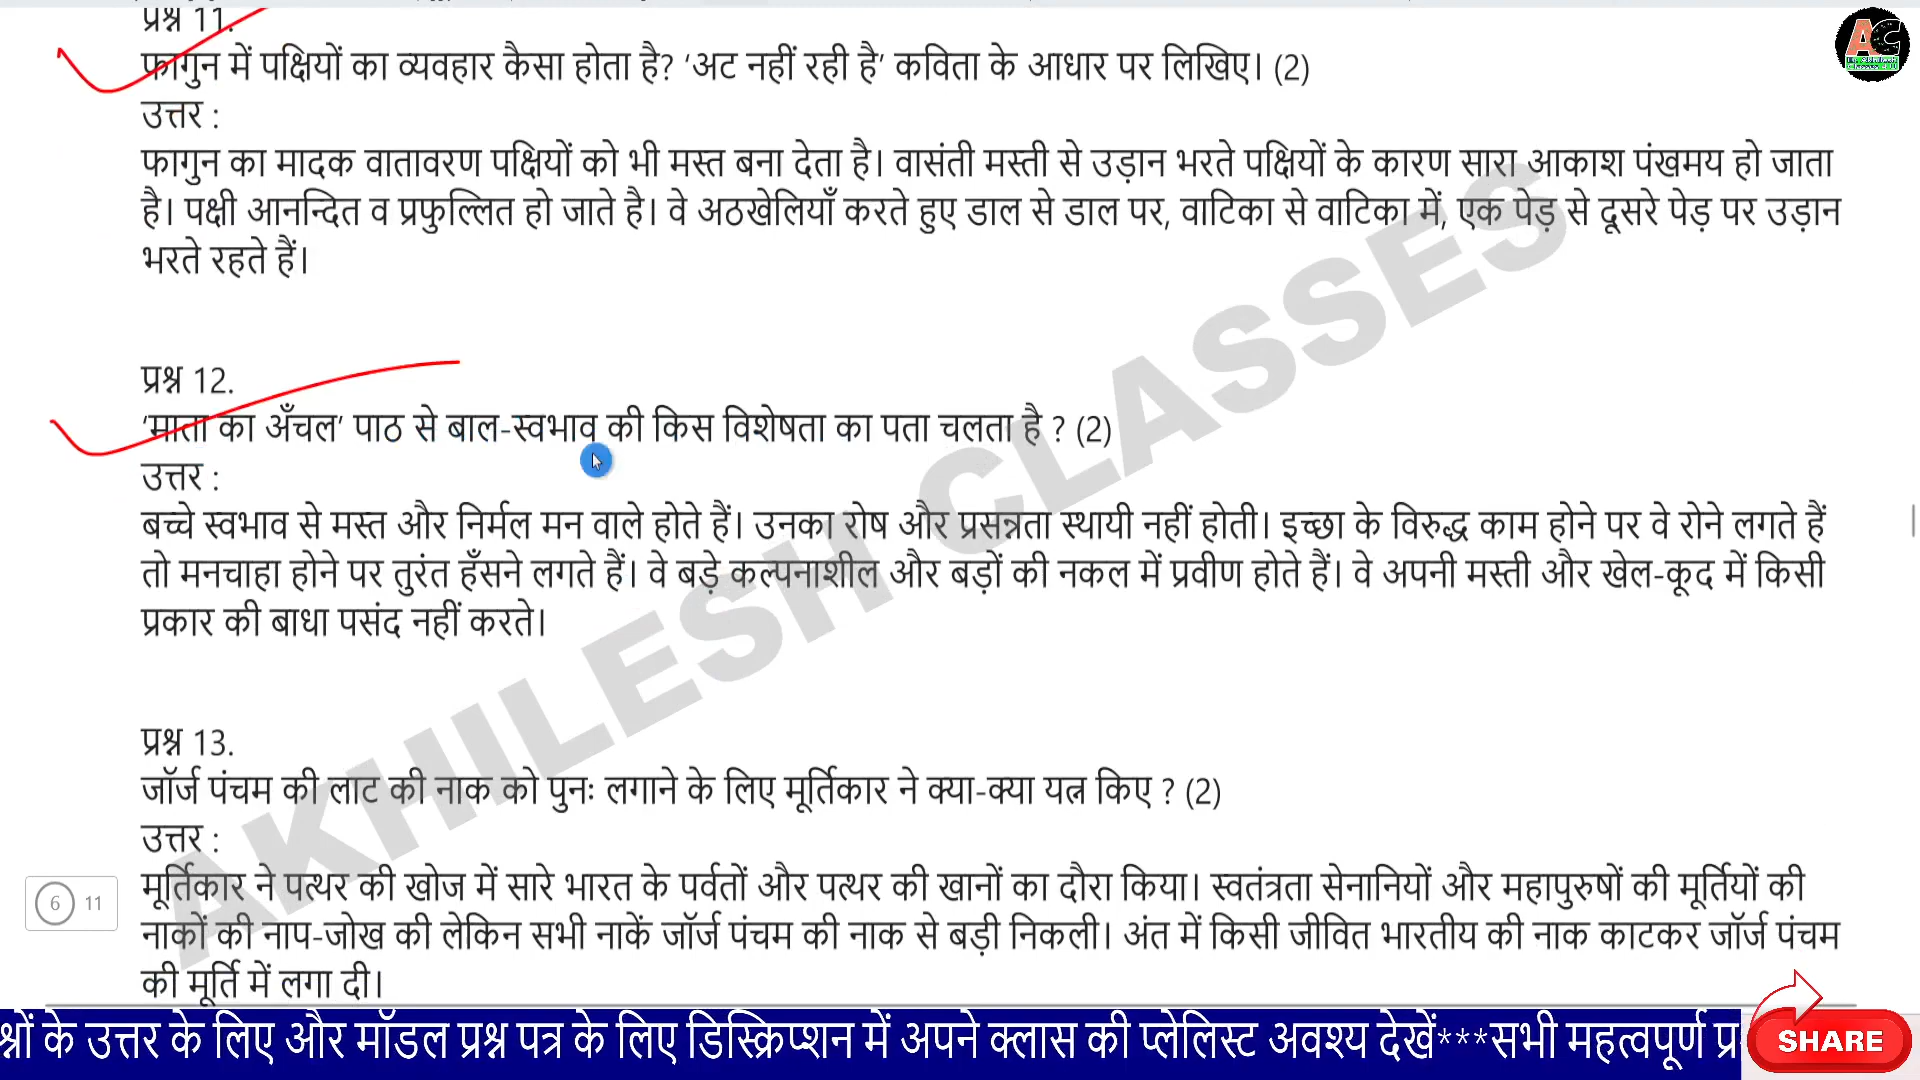 प्रश्न 11.
फागुन में पक्षियों का व्यवहार कैसा होता है? ‘अट नहीं रही है’ कविता के आधार पर लिखिए। (2)
उत्तर :
फागुन का मादक वातावरण पक्षियों को भी मस्त बना देता है। वासंती मस्ती से उड़ान भरते पक्षियों के कारण सारा आकाश पंखमय हो जाता
है। पक्षी आनन्दित व प्रफुल्लित हो जाते है। वे अठखेलियाँ करते हुए डाल से डाल पर, वाटिका से वाटिका में, एक पेड़ से दूसरे पेड़ पर उड़ान
भरते रहते हैं।
प्रश्न 12.
‘माता का अँचल’ पाठ से बाल-स्वभाव की किस विशेषता का पता चलता है ? (2)
उत्तर :
बच्चे स्वभाव से मस्त और निर्मल मन वाले होते हैं। उनका रोष और प्रसन्नता स्थायी नहीं होती। इच्छा के विरुद्ध काम होने पर वे रोने लगते हैं
तो मनचाहा होने पर तुरंत हँसने लगते हैं। वे बड़े कल्पनाशील और बड़ों की नकल में प्रवीण होते हैं। वे अपनी मस्ती और खेल-कूद में किसी
प्रकार की बाधा पसंद नहीं करते।
प्रश्न 13.
जॉर्ज पंचम की लाट की नाक को पुनः लगाने के लिए मूर्तिकार ने क्या-क्या यत्न किए ? (2)
उत्तर :
मूर्तिकार ने पत्थर की खोज में सारे भारत के पर्वतों और पत्थर की खानों का दौरा किया। स्वतंत्रता सेनानियों और महापुरुषों की मूर्तियों की
नाकों की नाप-जोख की लेकिन सभी नाकें जॉर्ज पंचम की नाक से बड़ी निकली। अंत में किसी जीवित भारतीय की नाक काटकर जॉर्ज पंचम
की मूर्ति में लगा दी।
6 11
AKHILESH CLASSES
AC
श्नों के उत्तर के लिए और मॉडल प्रश्न पत्र के लिए डिस्क्रिप्शन में अपने क्लास की प्लेलिस्ट अवश्य देखें***सभी महत्वपूर्ण प्र
SHARE